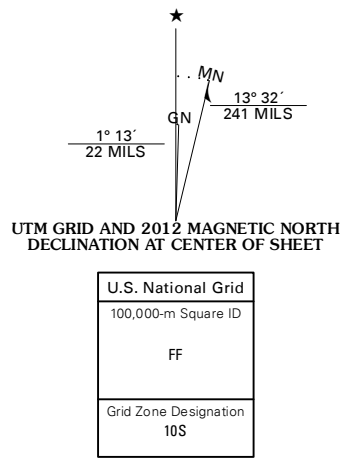 ★
MN
GN
13° 32´
241 MILS
1° 13´
22 MILS
UTM GRID AND 2012 MAGNETIC NORTH
DECLINATION AT CENTER OF SHEET
U.S. National Grid
100,000-m Square ID
FF
Grid Zone Designation
10S